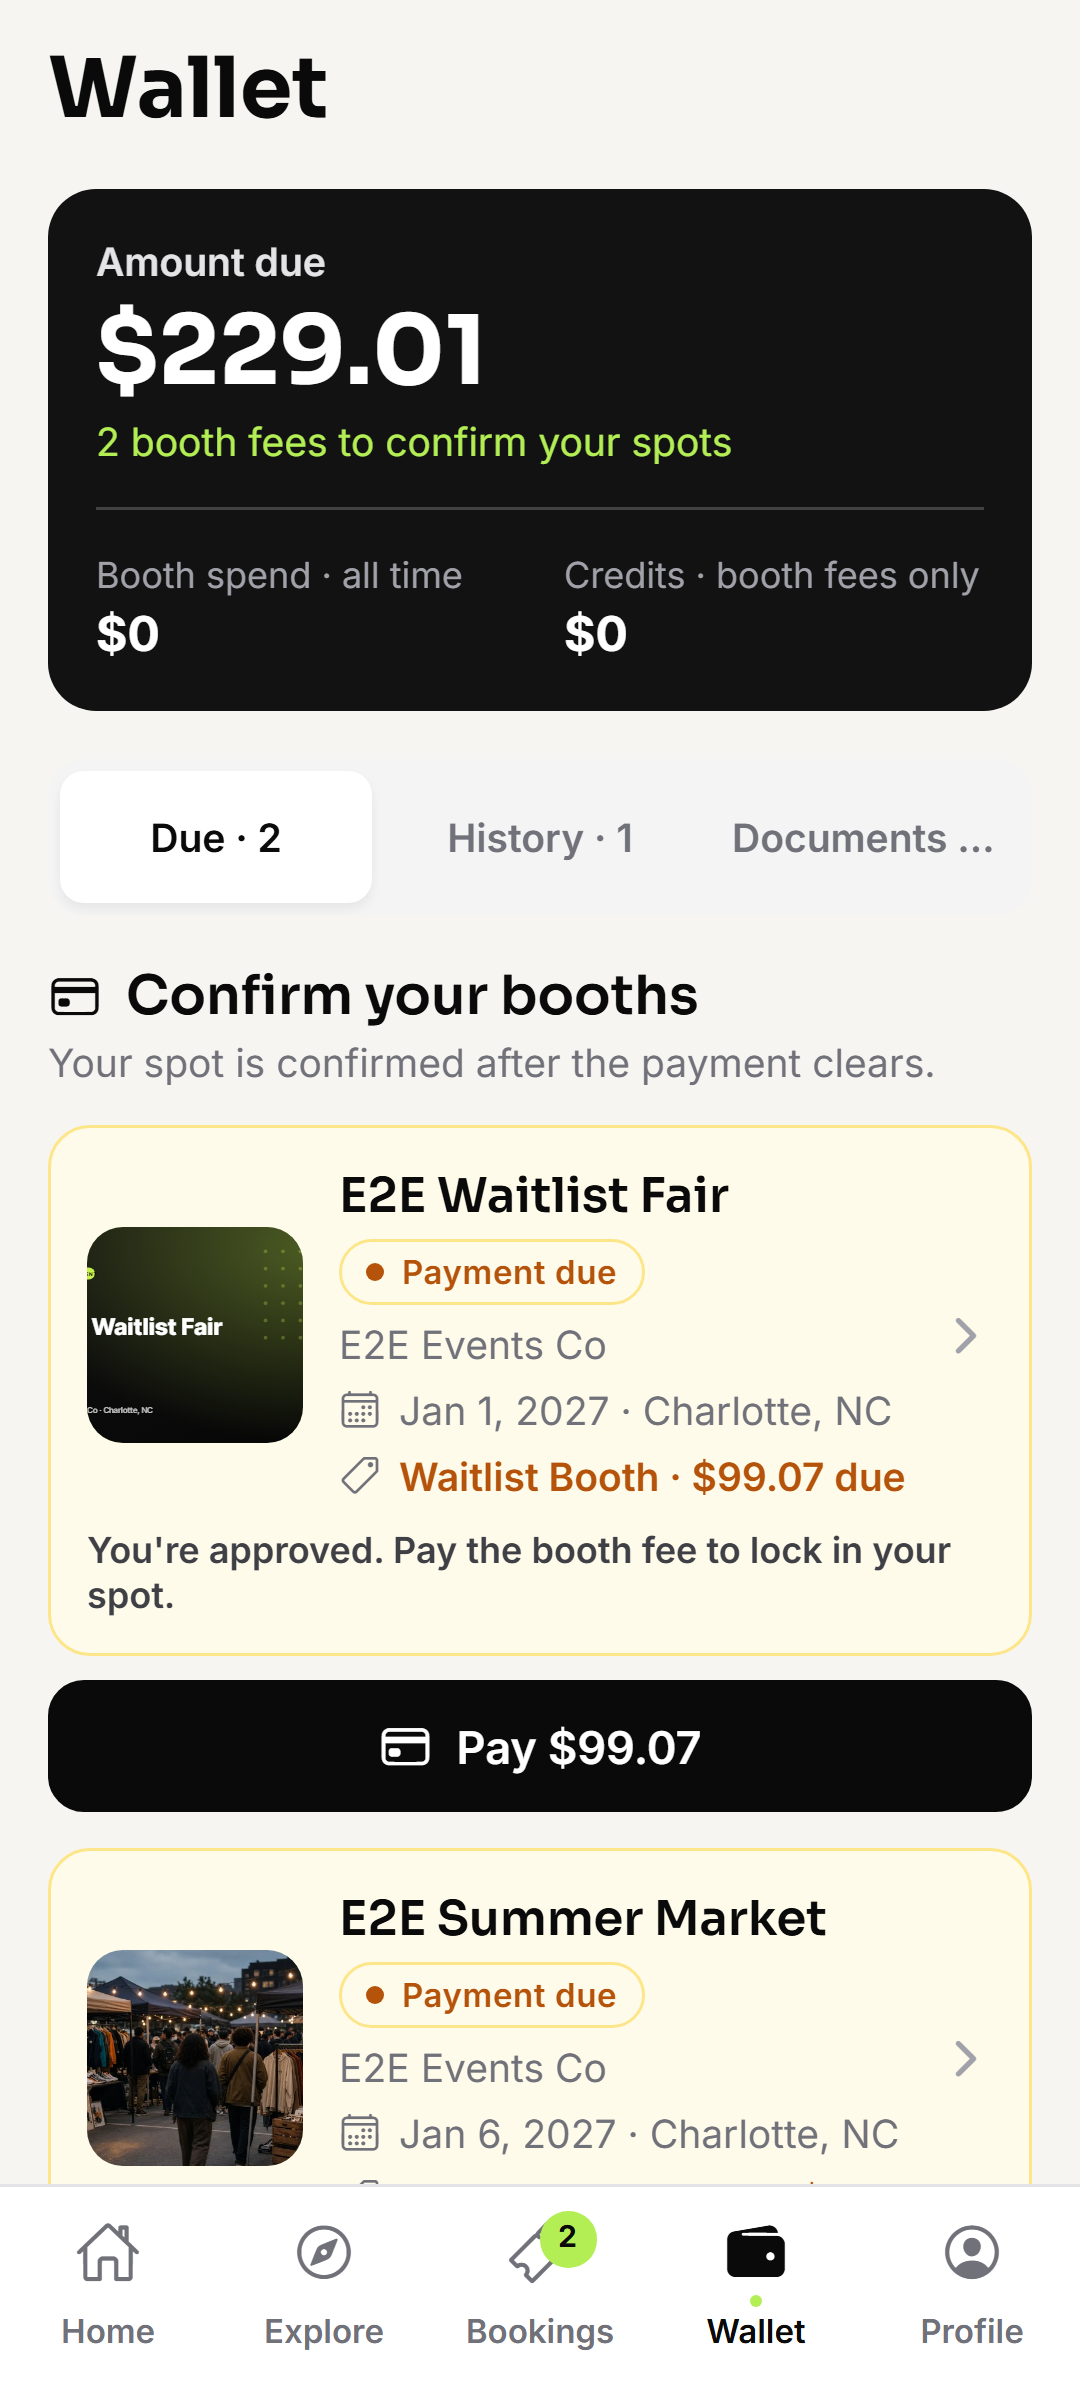 Wallet
Amount due
$229.01
2 booth fees to confirm your spots
Booth spend · all time
$0
Credits · booth fees only
$0
Due · 2
History · 1
Documents ...
Confirm your booths
Your spot is confirmed after the payment clears.
E2E Waitlist Fair
Payment due
Waitlist Fair
Co · Charlotte, NC
E2E Events Co
Jan 1, 2027 · Charlotte, NC
Waitlist Booth · $99.07 due
You're approved. Pay the booth fee to lock in your
spot.
Pay $99.07
E2E Summer Market
Payment due
E2E Events Co
Jan 6, 2027 · Charlotte, NC
2
Home
Explore
Bookings
Wallet
Profile